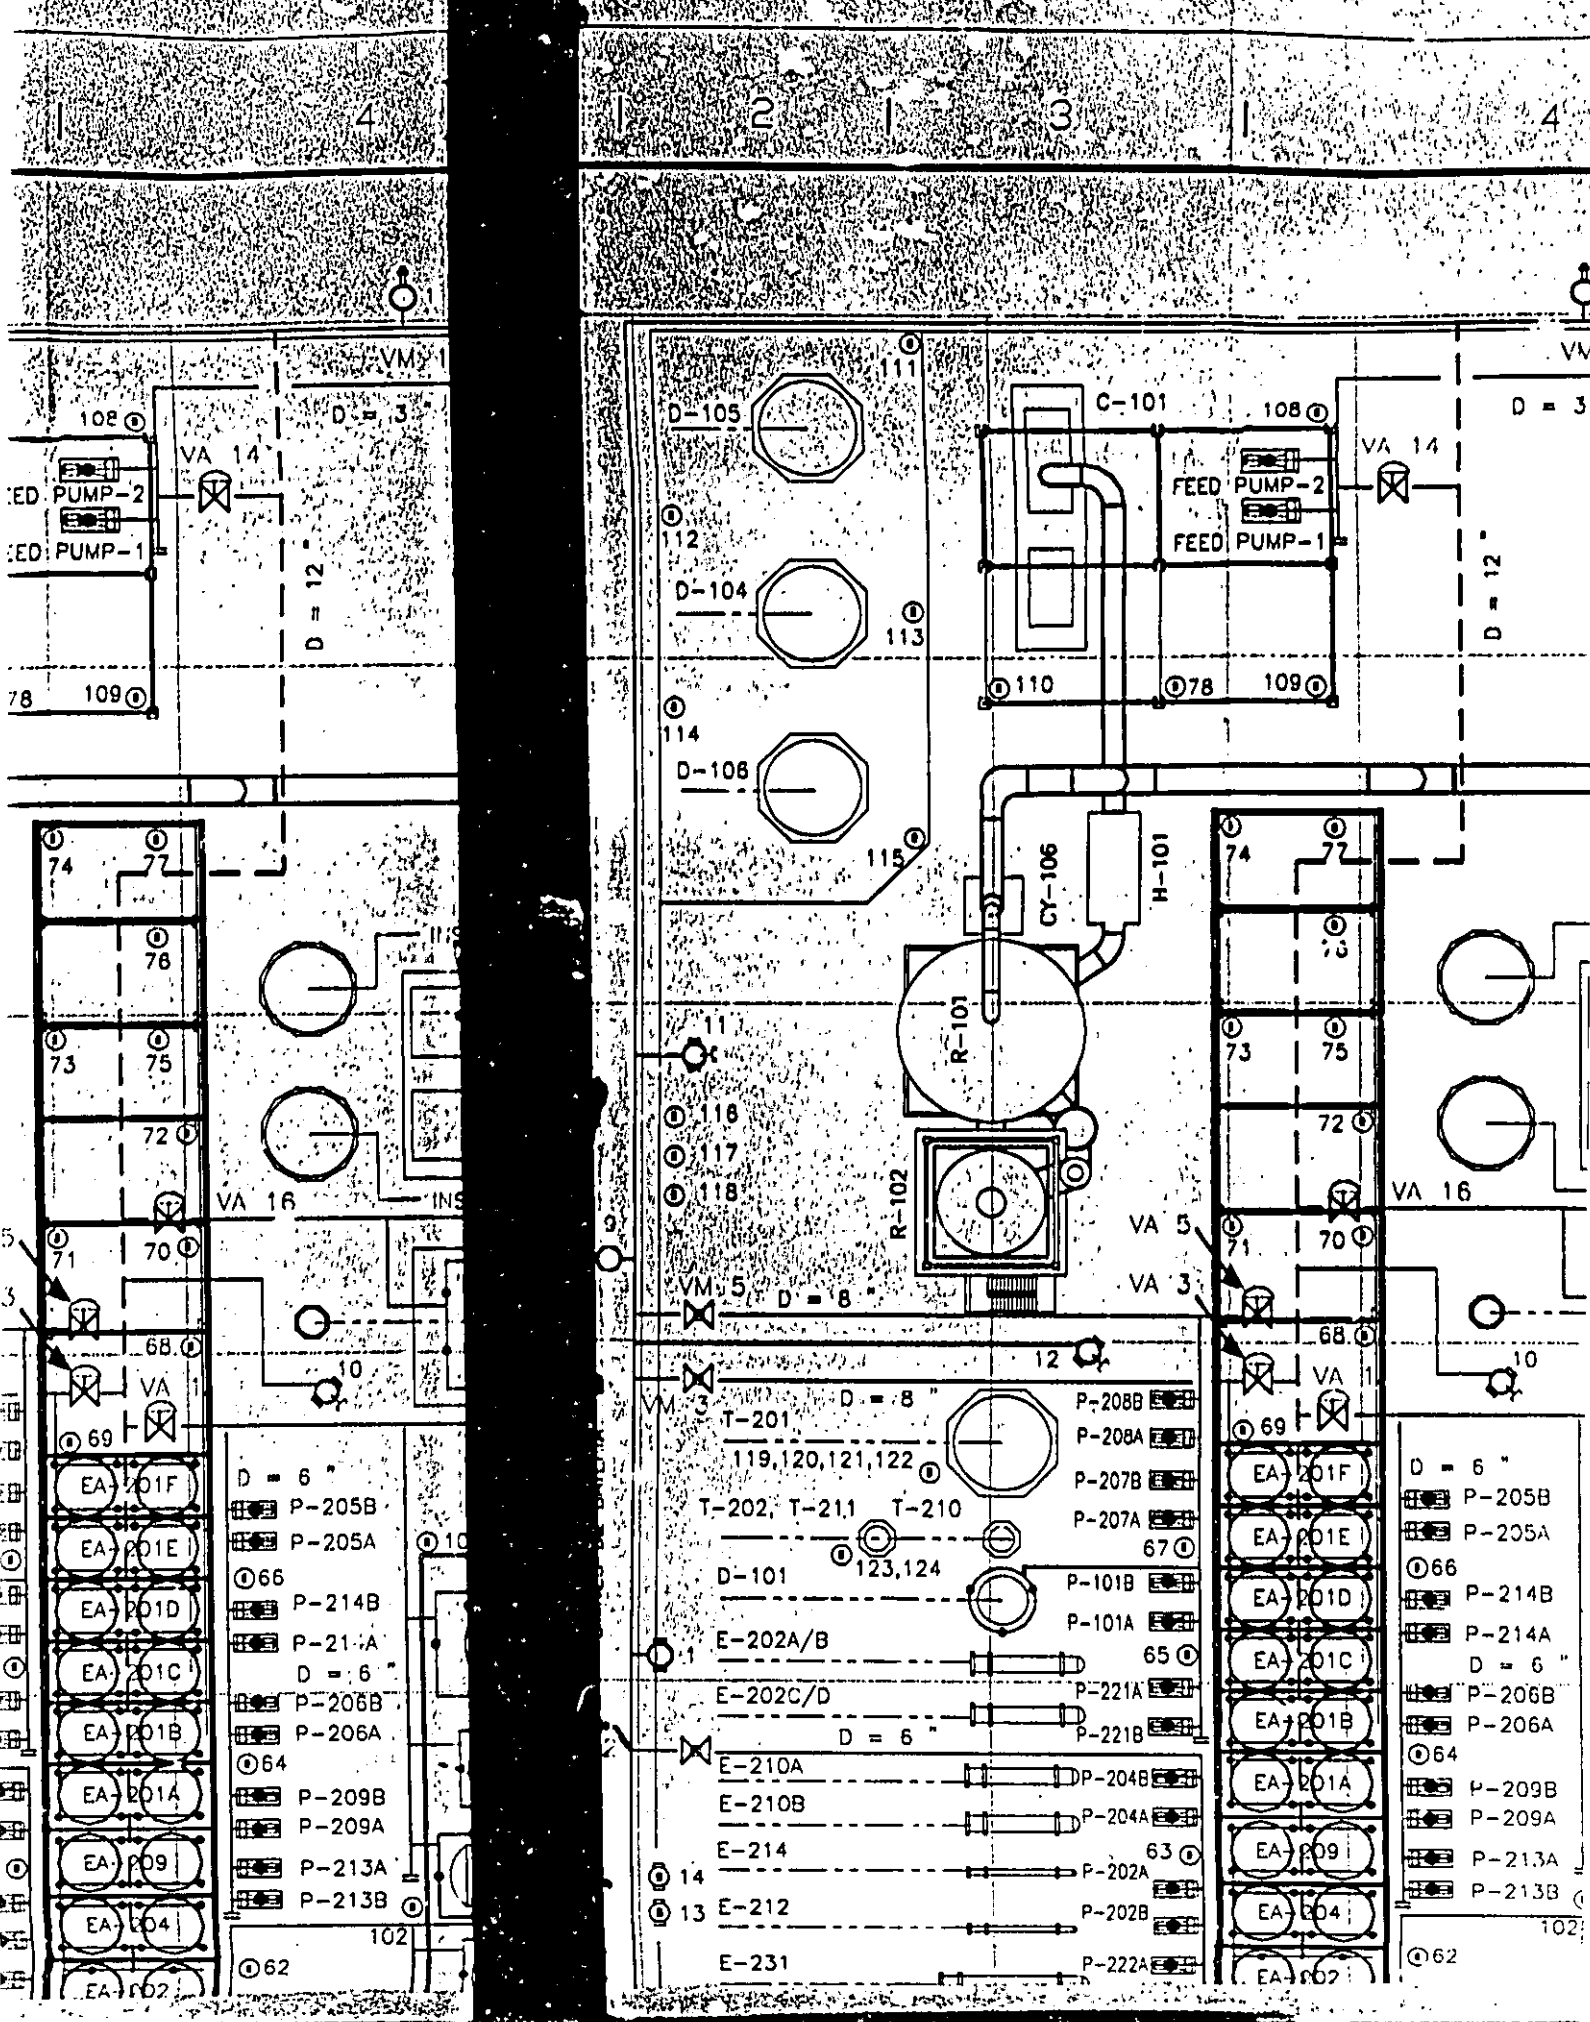 4
VM 1
108
D = 3 "
VA 14
PUMP-2
PUMP-1
D = 12 "
78
109
74
77
76
73
75
72
VA 16
71
70
5
3
68
10
VA 1
69
EA-201F
D = 6 "
P-205B
EA-201E
P-205A
66
EA-201D
P-214B
EA-201C
D = 6 "
P-206B
EA-201B
P-206A
64
EA-201A
P-209B
P-209A
EA-209
P-213A
P-213B
EA-204
102
62
2
3
4
111
VM
D-105
C-101
108
D = 3
VA 14
FEED PUMP-2
112
FEED PUMP-1
D-104
D = 12 "
113
110
78
109
114
D-106
115
CY-106
H-101
74
77
R-101
11
73
75
116
72
117
118
R-102
VA 16
9
VA 5
71
70
VM 5
D = 8 "
VA 3
68
12
10
VM 3
D = 8 "
P-208B
VA 1
T-201
P-208A
69
119,120,121,122
P-207B
EA-201F
D = 6 "
P-205B
T-202, T-211
T-210
P-207A
EA-201E
P-205A
67
66
123,124
D-101
P-101B
EA-201D
P-214B
P-101A
P-214A
E-202A/B
1
65
EA-201C
D = 6 "
E-202C/D
P-221A
P-206B
D = 6 "
P-221B
EA-201B
P-206A
64
E-210A
P-204B
EA-201A
P-209B
E-210B
P-204A
P-209A
E-214
63
EA-209
P-213A
14
P-202A
P-213B
13
E-212
P-202B
EA-204
102
E-231
P-222A
62